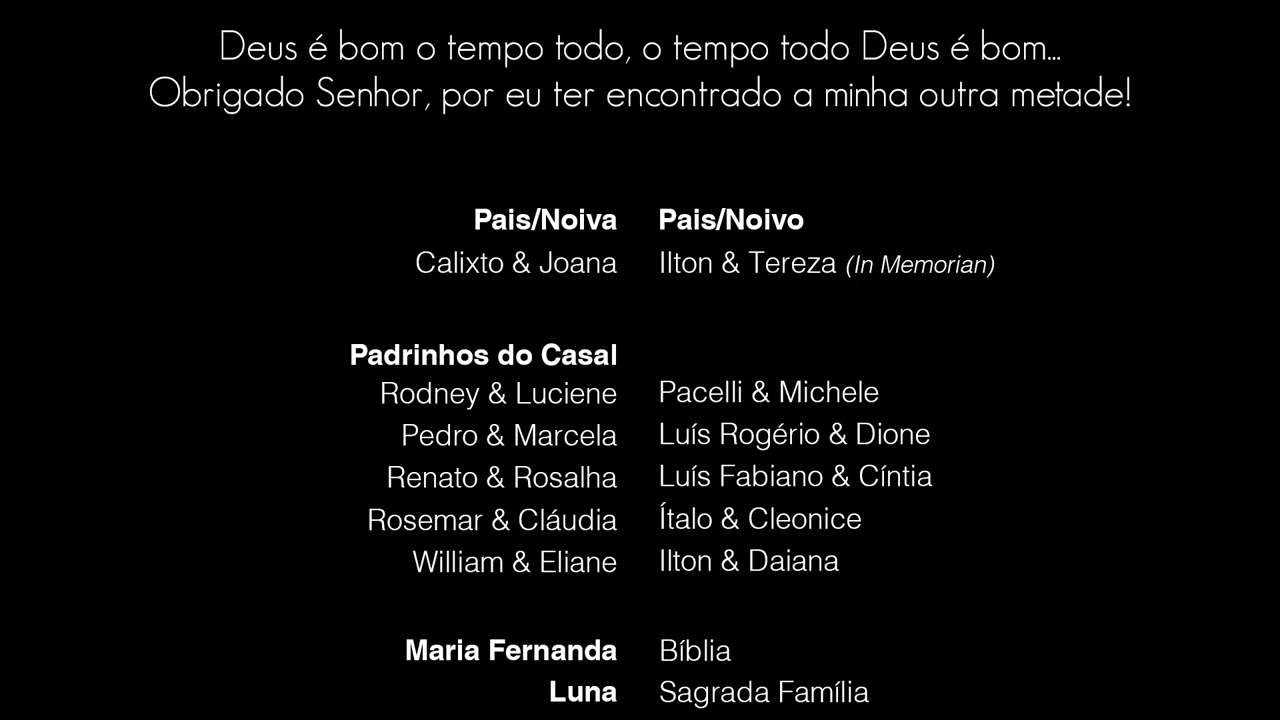 Deus é bom o tempo todo, o tempo todo Deus é bom...
Obrigado Senhor, por eu ter encontrado a minha outra metade!
Pais/Noiva Pais/Noivo
Calixto & Joana Ilton & Tereza (In Memorian)
Padrinhos do Casal
Rodney & Luciene Pacelli & Michele
Pedro & Marcela Luís Rogério & Dione
Renato & Rosalha Luís Fabiano & Cíntia
Rosemar & Cláudia Ítalo & Cleonice
William & Eliane Ilton & Daiana
Maria Fernanda Bíblia
Luna Sagrada Família